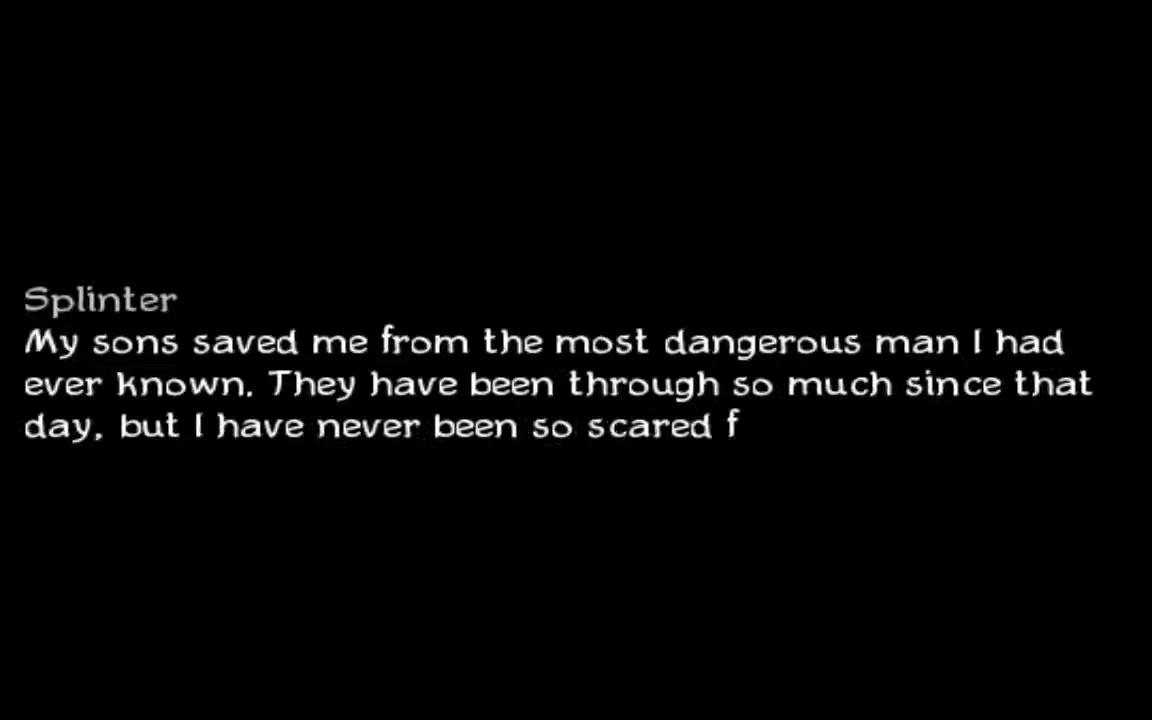 Splinter
My sons saved me from the most dangerous man I had
ever known. They have been through so much since that
day, but I have never been so scared f